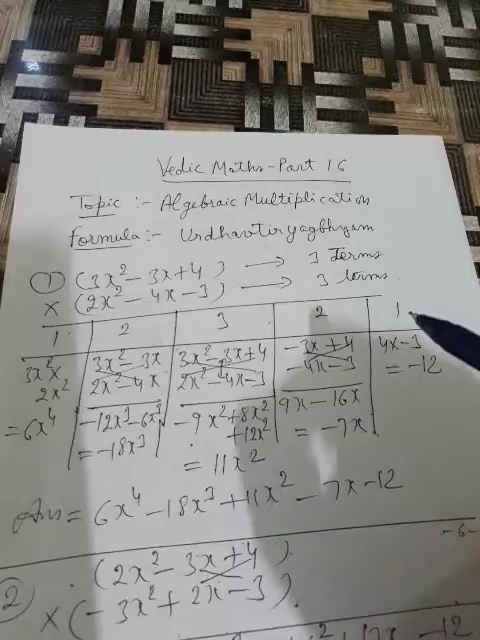 Vedic Maths-Part 16
Topic :- Algebraic Multiplication
Formula:- Urdhavtiryagbhyam
① (3x² - 3x + 4) → 3 Terms
× (2x² - 4x - 3) → 3 terms
1 2 3 2 1
3x²× 3x² - 3x 3x² - 3x + 4 -3x + 4 4x-3
2x² 2x² - 4x 2x² - 4x - 3 -4x - 3 = -12
= 6x⁴ -12x³ - 6x³ -9x² + 8x² 9x - 16x
= -18x³ + 12x² = -7x
= 11x²
Ans = 6x⁴ - 18x³ + 11x² - 7x - 12
-6-
② (2x² - 3x + 4)
×(-3x² + 2x - 3)